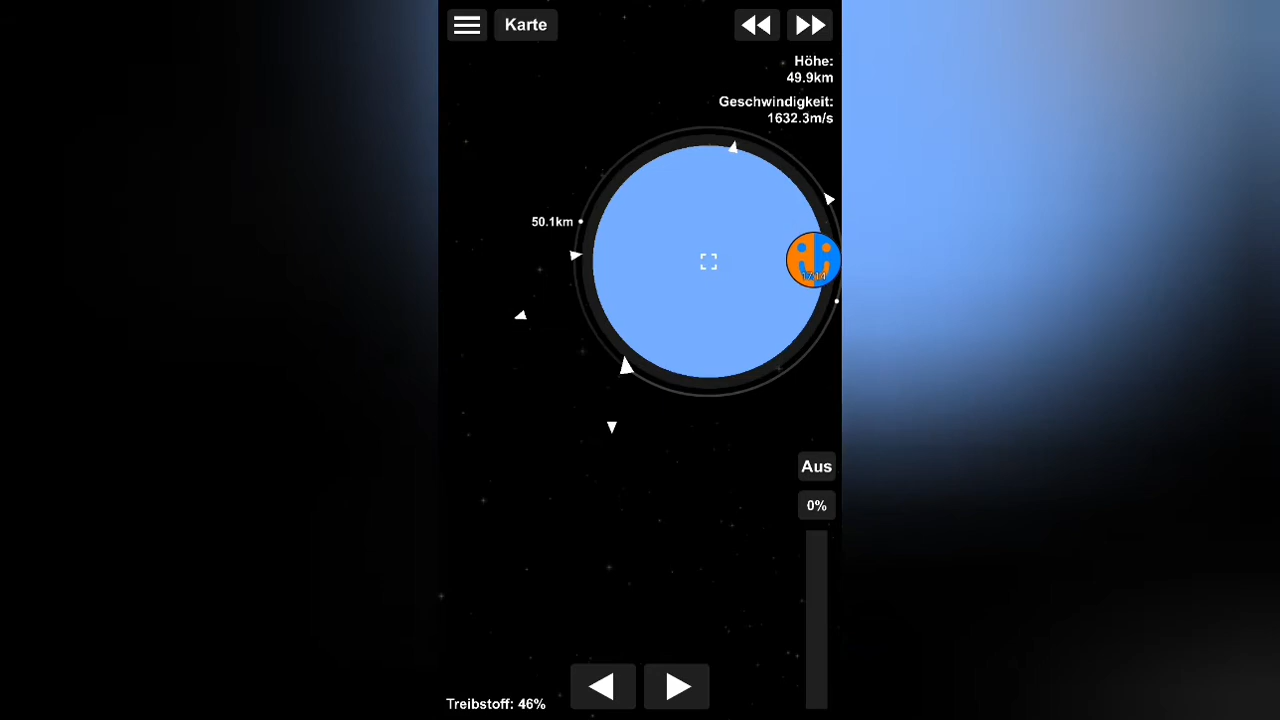 Karte
Höhe:
49.9km
Geschwindigkeit:
1632.3m/s
50.1km
Aus
0%
Treibstoff: 46%